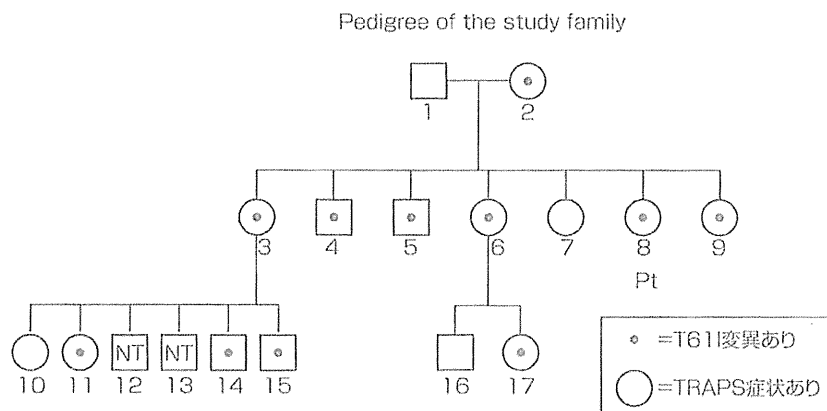 Pedigree of the study family
1
2
3
4
5
6
7
8
9
Pt
NT
NT
10
11
12
13
14
15
16
17
=T61I変異あり
=TRAPS症状あり